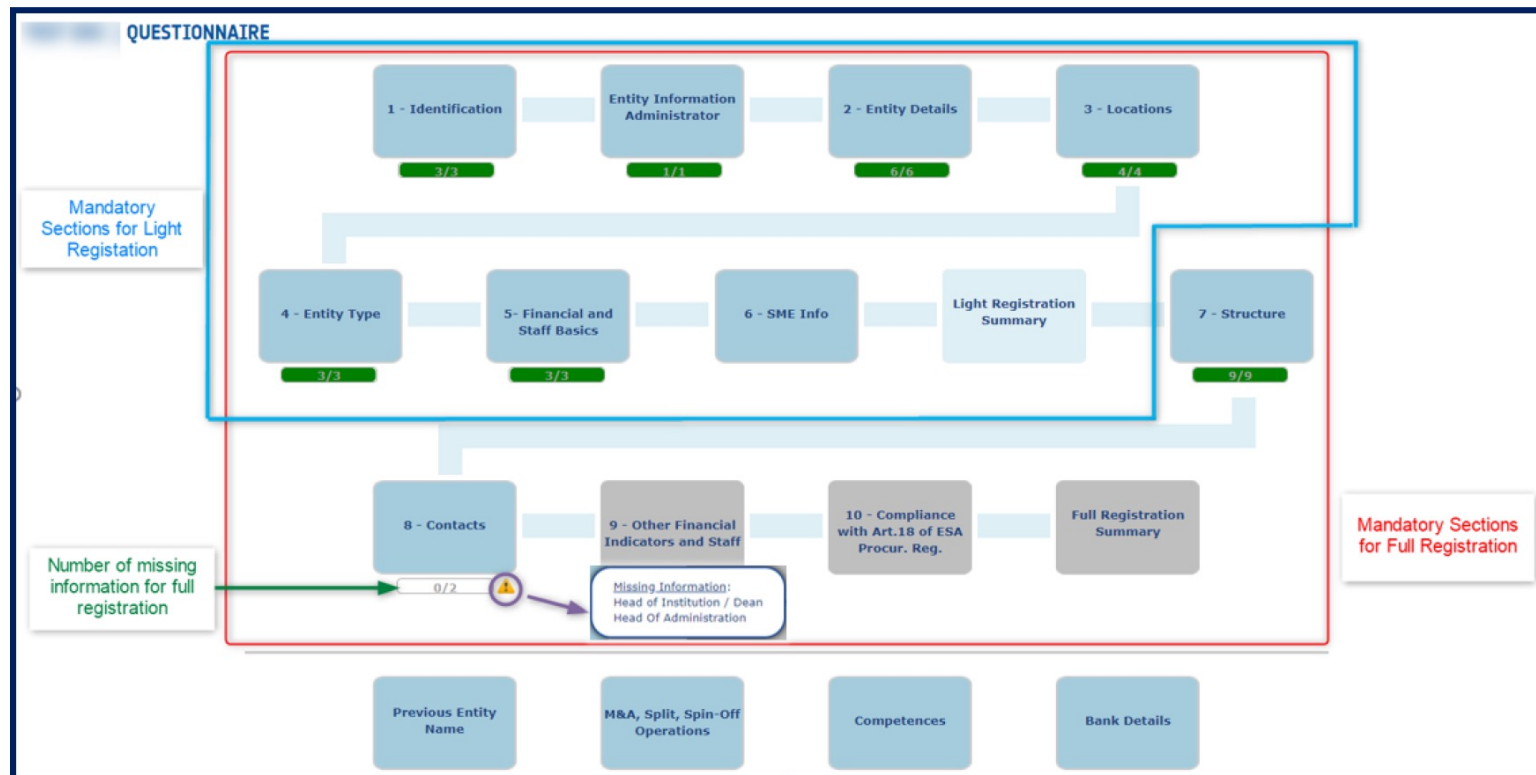 QUESTIONNAIRE
1 - Identification
Entity Information
Administrator
2 - Entity Details
3 - Locations
3/3
1/1
6/6
4/4
Mandatory
Sections for Light
Registation
4 - Entity Type
5- Financial and
Staff Basics
6 - SME Info
Light Registration
Summary
7 - Structure
3/3
3/3
9/9
8 - Contacts
9 - Other Financial
Indicators and Staff
10 - Compliance
with Art.18 of ESA
Procur. Reg.
Full Registration
Summary
Mandatory Sections
for Full Registration
Number of missing
information for full
registration
0/2
Missing Information:
Head of Institution / Dean
Head Of Administration
Previous Entity
Name
M&A, Split, Spin-Off
Operations
Competences
Bank Details